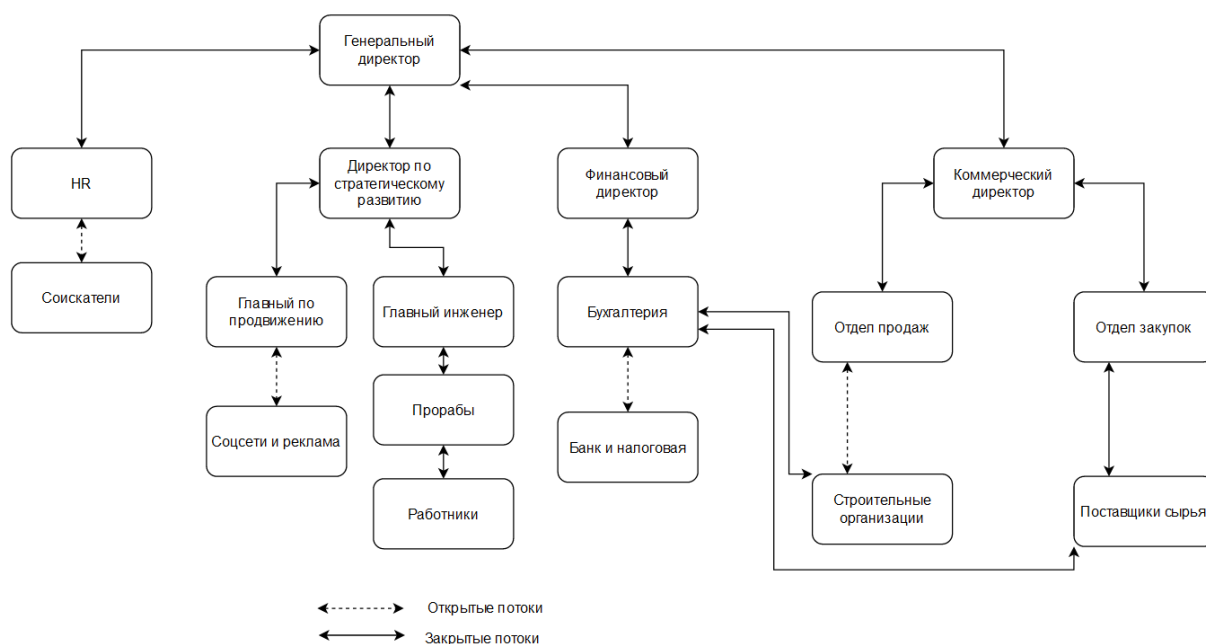 Генеральный
директор
HR
Директор по
стратегическому
развитию
Финансовый
директор
Коммерческий
директор
Соискатели
Главный по
продвижению
Главный инженер
Бухгалтерия
Отдел продаж
Отдел закупок
Прорабы
Соцсети и реклама
Банк и налоговая
Работники
Строительные
организации
Поставщики сырья
Открытые потоки
Закрытые потоки